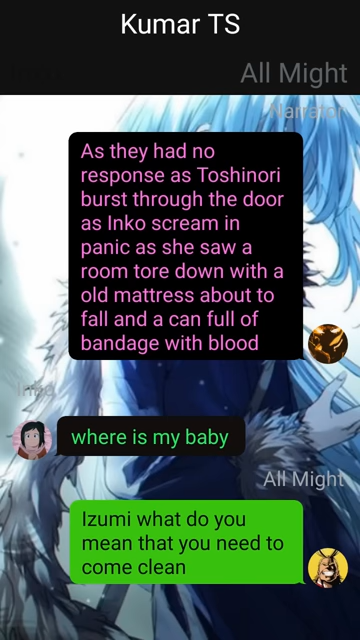 Kumar TS
All Might
Narrator
As they had no
response as Toshinori
burst through the door
as Inko scream in
panic as she saw a
room tore down with a
old mattress about to
fall and a can full of
bandage with blood
Inko
where is my baby
All Might
Izumi what do you
mean that you need to
come clean